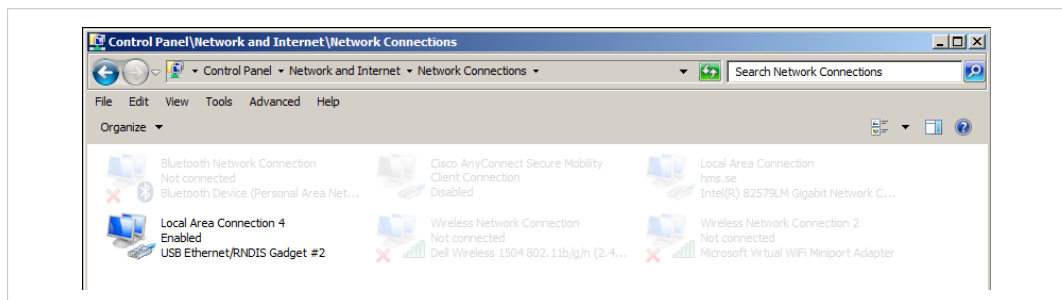 Control Panel\Network and Internet\Network Connections
Control Panel Network and Internet Network Connections
Search Network Connections
File Edit View Tools Advanced Help
Organize
Bluetooth Network Connection
Not connected
Bluetooth Device (Personal Area Net...
Cisco AnyConnect Secure Mobility
Client Connection
Disabled
Local Area Connection
hms.se
Intel(R) 82579LM Gigabit Network C...
Local Area Connection 4
Enabled
USB Ethernet/RNDIS Gadget #2
Wireless Network Connection
Not connected
Dell Wireless 1504 802.11b/g/n (2.4...
Wireless Network Connection 2
Not connected
Microsoft Virtual WiFi Miniport Adapter